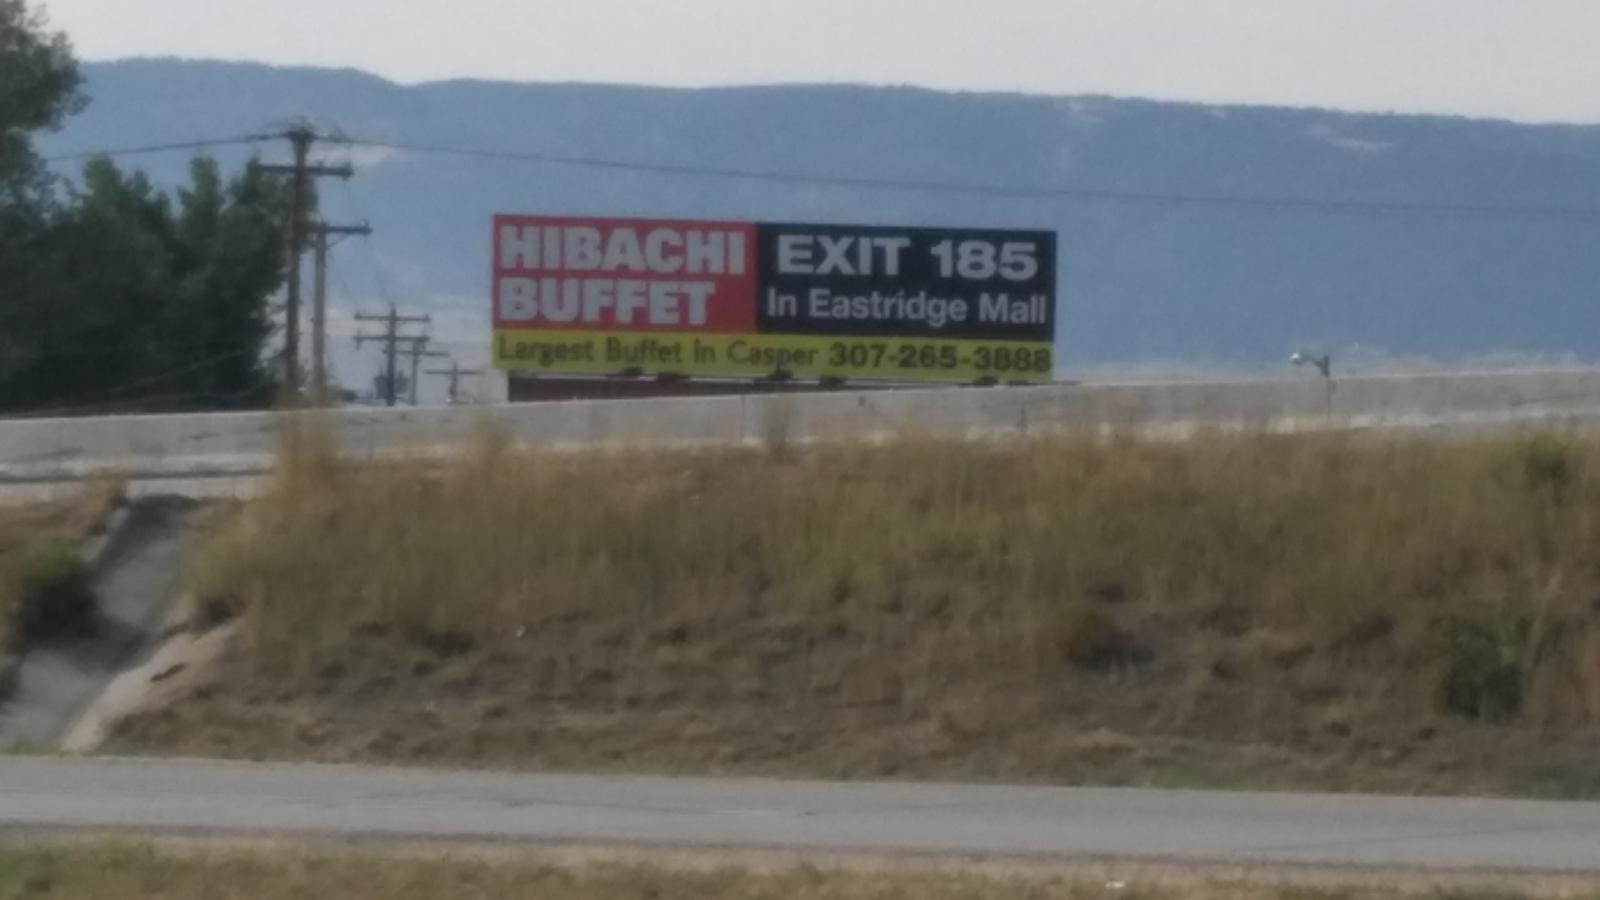 HIBACHI
BUFFET
EXIT 185
In Eastridge Mall
Largest Buffet in Casper 307-265-3888